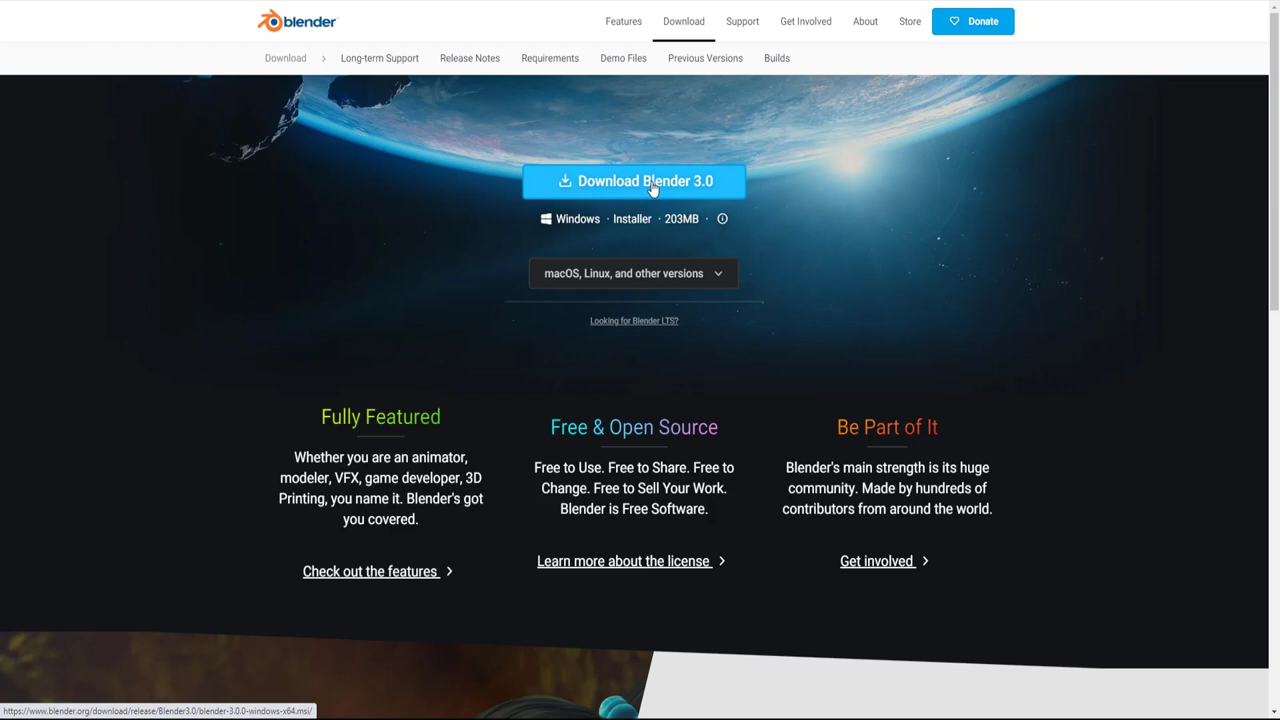 blender
Features Download Support Get Involved About Store Donate
Download Long-term Support Release Notes Requirements Demo Files Previous Versions Builds
Download Blender 3.0
Windows · Installer · 203MB ·
macOS, Linux, and other versions
Looking for Blender LTS?
Fully Featured
Whether you are an animator,
modeler, VFX, game developer, 3D
Printing, you name it. Blender's got
you covered.
Check out the features
Free & Open Source
Free to Use. Free to Share. Free to
Change. Free to Sell Your Work.
Blender is Free Software.
Learn more about the license
Be Part of It
Blender's main strength is its huge
community. Made by hundreds of
contributors from around the world.
Get involved
https://www.blender.org/download/release/Blender3.0/blender-3.0.0-windows-x64.msi/